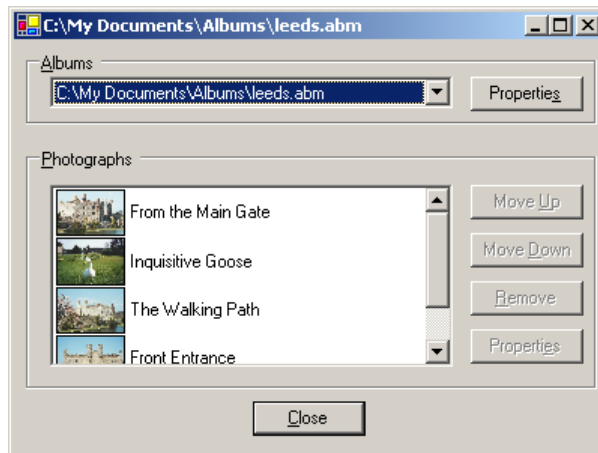 C:\My Documents\Albums\leeds.abm
Albums
C:\My Documents\Albums\leeds.abm
Properties
Photographs
From the Main Gate
Move Up
Inquisitive Goose
Move Down
The Walking Path
Remove
Front Entrance
Properties
Close